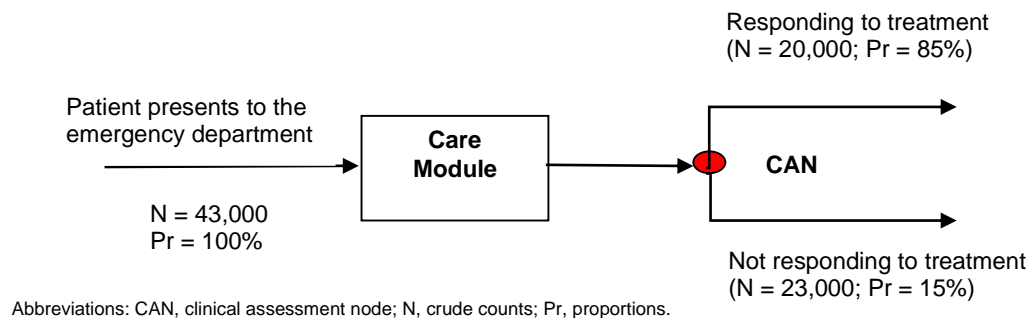 Responding to treatment
(N = 20,000; Pr = 85%)
Patient presents to the
emergency department
Care
Module
CAN
N = 43,000
Pr = 100%
Not responding to treatment
(N = 23,000; Pr = 15%)
Abbreviations: CAN, clinical assessment node; N, crude counts; Pr, proportions.